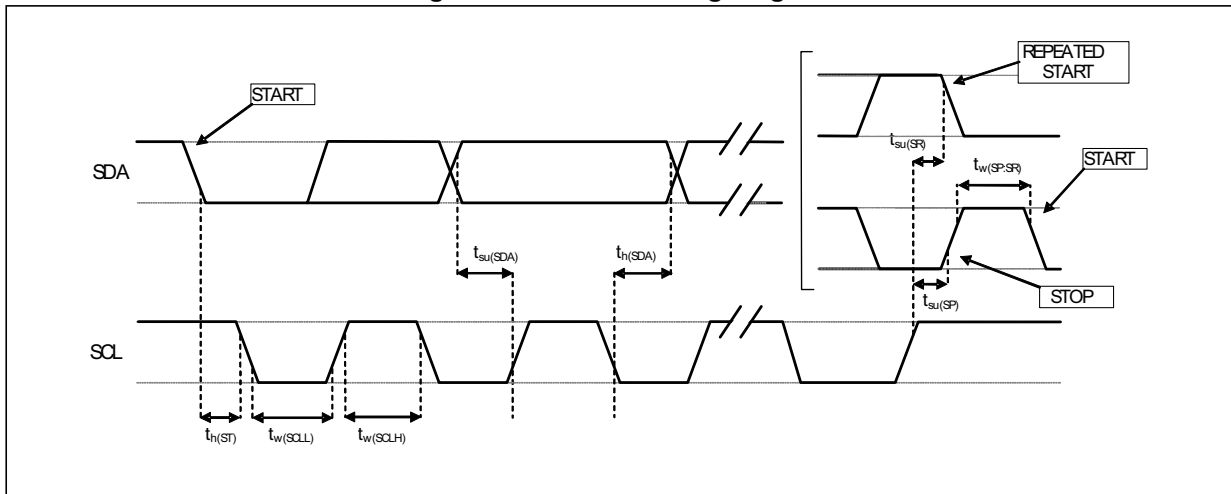 REPEATED
START
START
SDA
tsu(SR)
tw(SP:SR)
START
tsu(SDA)
th(SDA)
tsu(SP)
STOP
SCL
th(ST)
tw(SCLL)
tw(SCLH)